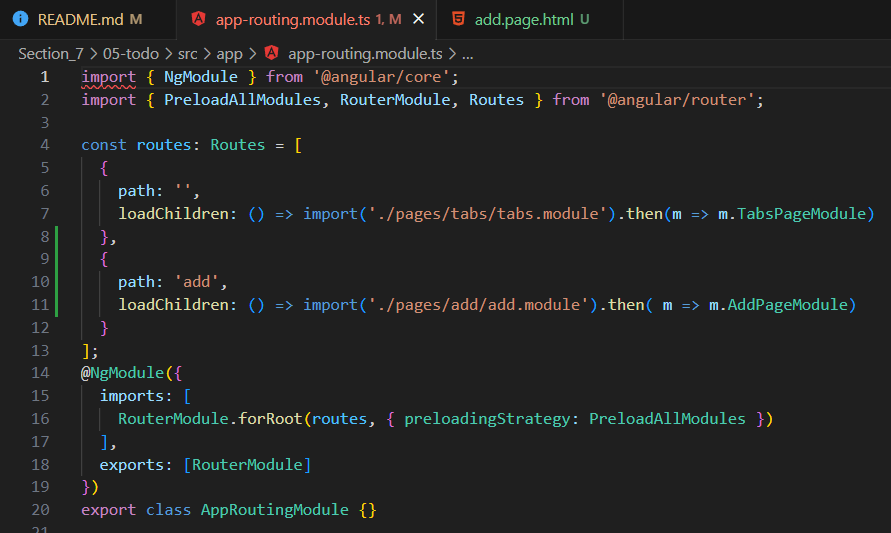 README.md M
app-routing.module.ts 1, M
add.page.html U
Section_7 > 05-todo > src > app > app-routing.module.ts > ...
1 import { NgModule } from '@angular/core';
2 import { PreloadAllModules, RouterModule, Routes } from '@angular/router';
3
4 const routes: Routes = [
5 {
6 path: '',
7 loadChildren: () => import('./pages/tabs/tabs.module').then(m => m.TabsPageModule)
8 },
9 {
10 path: 'add',
11 loadChildren: () => import('./pages/add/add.module').then( m => m.AddPageModule)
12 }
13 ];
14 @NgModule({
15 imports: [
16 RouterModule.forRoot(routes, { preloadingStrategy: PreloadAllModules })
17 ],
18 exports: [RouterModule]
19 })
20 export class AppRoutingModule {}
21